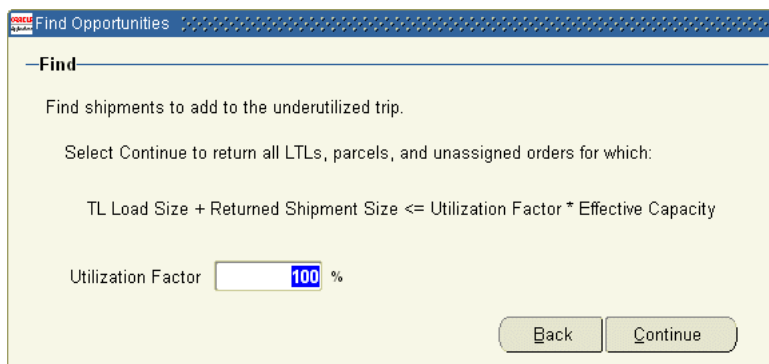 ORACLE
Applications
Find Opportunities
Find
Find shipments to add to the underutilized trip.
Select Continue to return all LTLs, parcels, and unassigned orders for which:
TL Load Size + Returned Shipment Size <= Utilization Factor * Effective Capacity
Utilization Factor 100 %
Back Continue